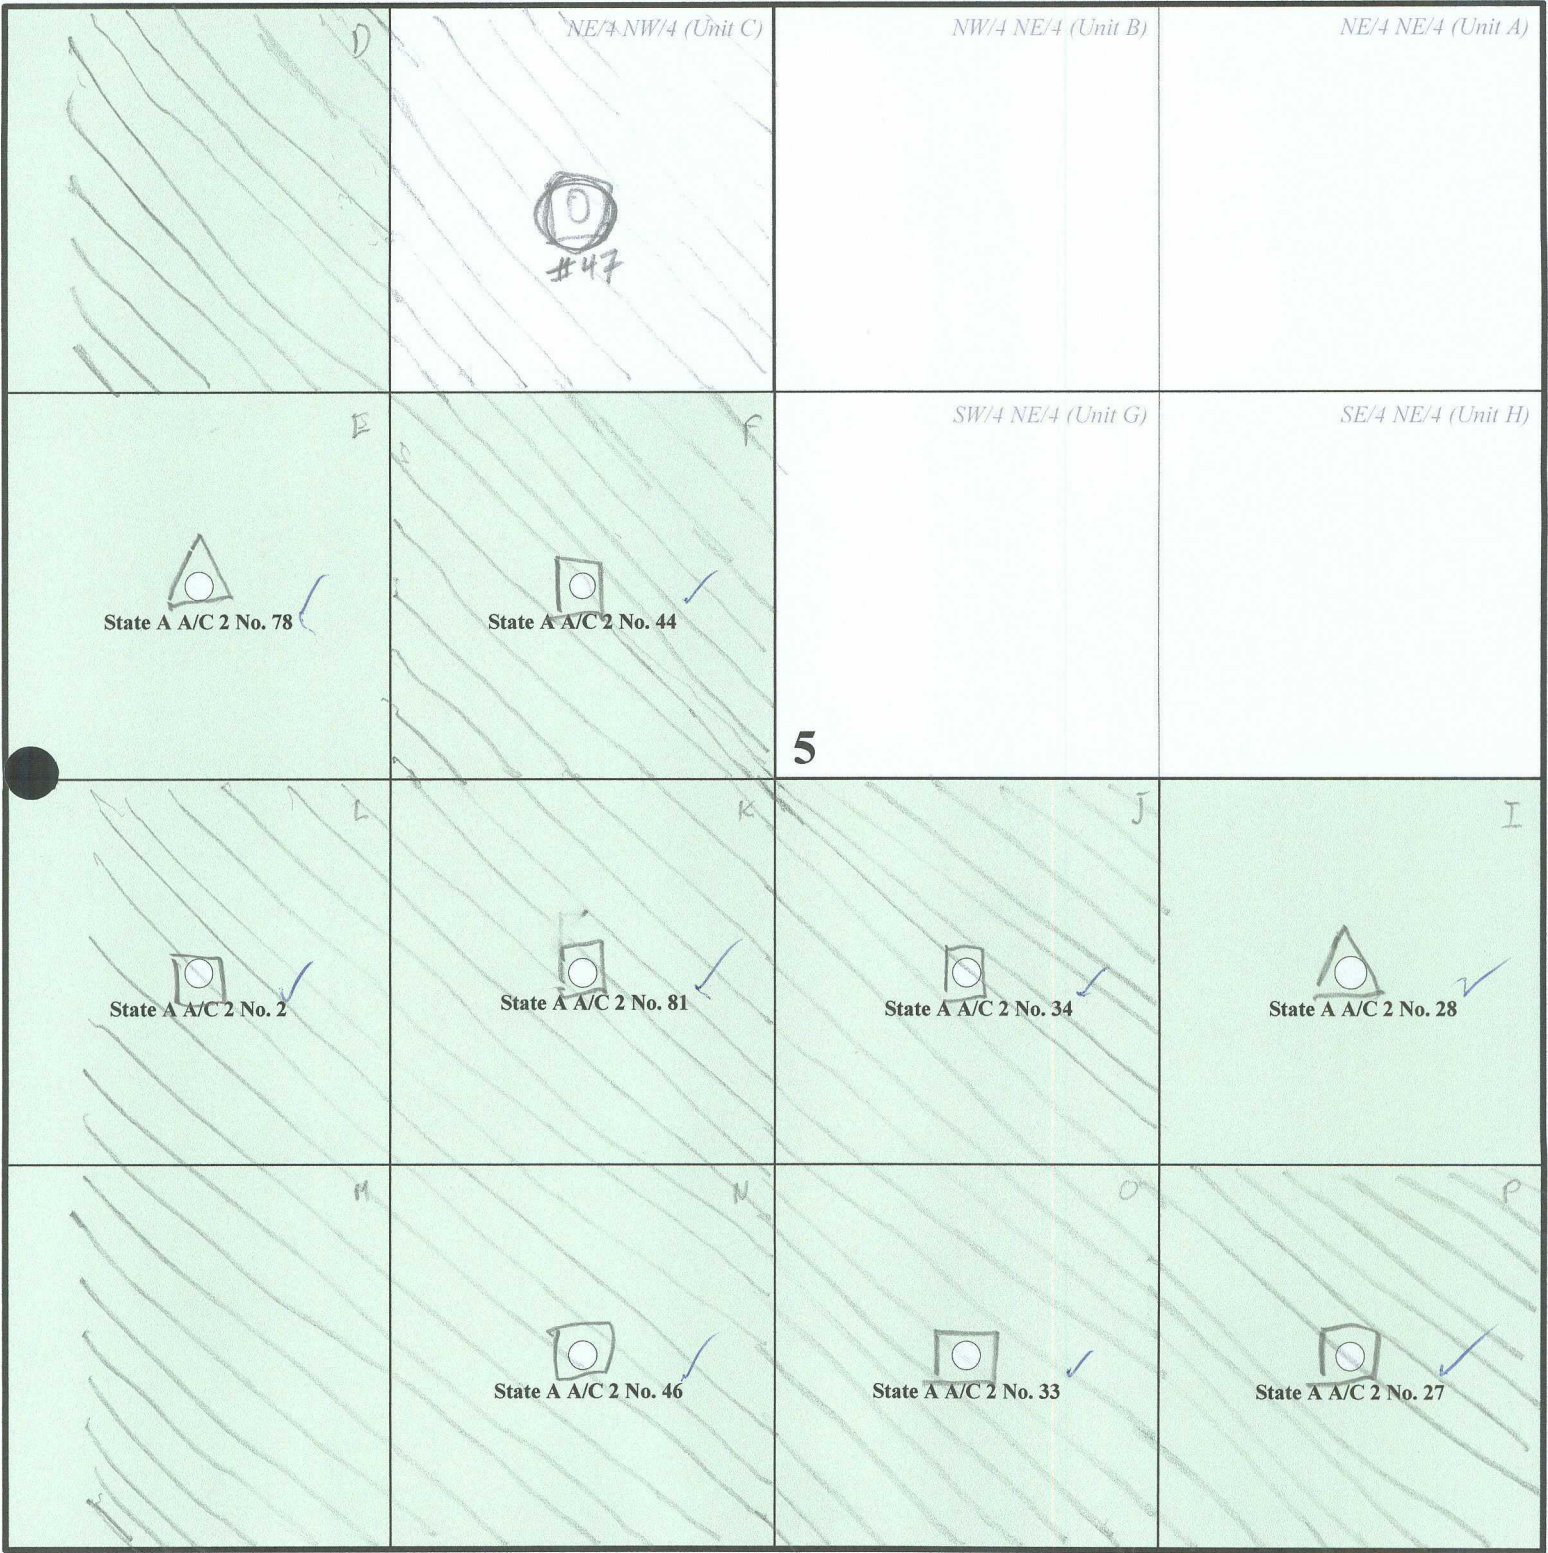 D
NE/4 NW/4 (Unit C)
NW/4 NE/4 (Unit B)
NE/4 NE/4 (Unit A)
#47
E
F
SW/4 NE/4 (Unit G)
SE/4 NE/4 (Unit H)
State A A/C 2 No. 78
State A A/C 2 No. 44
5
L
K
J
I
State A A/C 2 No. 2
State A A/C 2 No. 81
State A A/C 2 No. 34
State A A/C 2 No. 28
M
N
O
P
State A A/C 2 No. 46
State A A/C 2 No. 33
State A A/C 2 No. 27